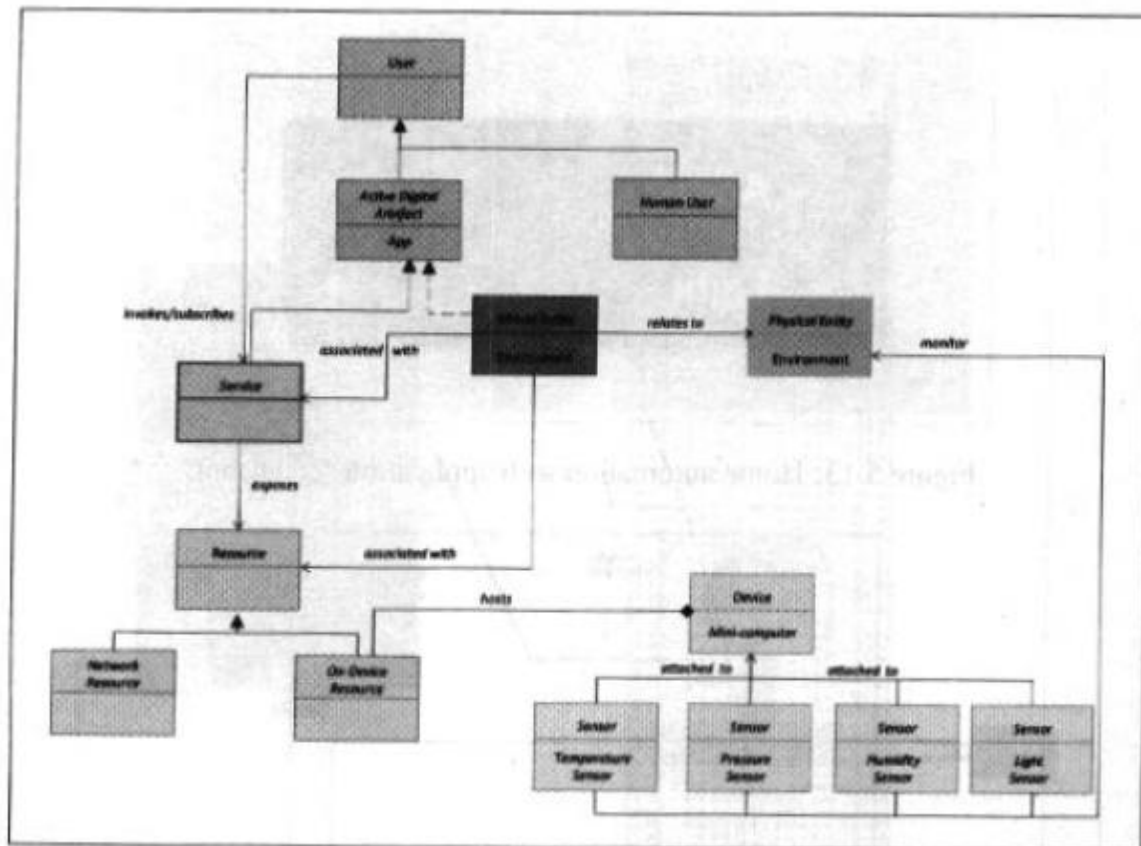 User
Active Digital
Artefact
App
Human User
invokes/subscribes
associated with
Virtual Entity
Environment
relates to
Physical Entity
Environment
monitor
Service
exposes
Resource
associated with
hosts
Device
Mini-computer
Network
Resource
On-Device
Resource
attached to
attached to
Sensor
Temperature
Sensor
Sensor
Pressure
Sensor
Sensor
Humidity
Sensor
Sensor
Light
Sensor